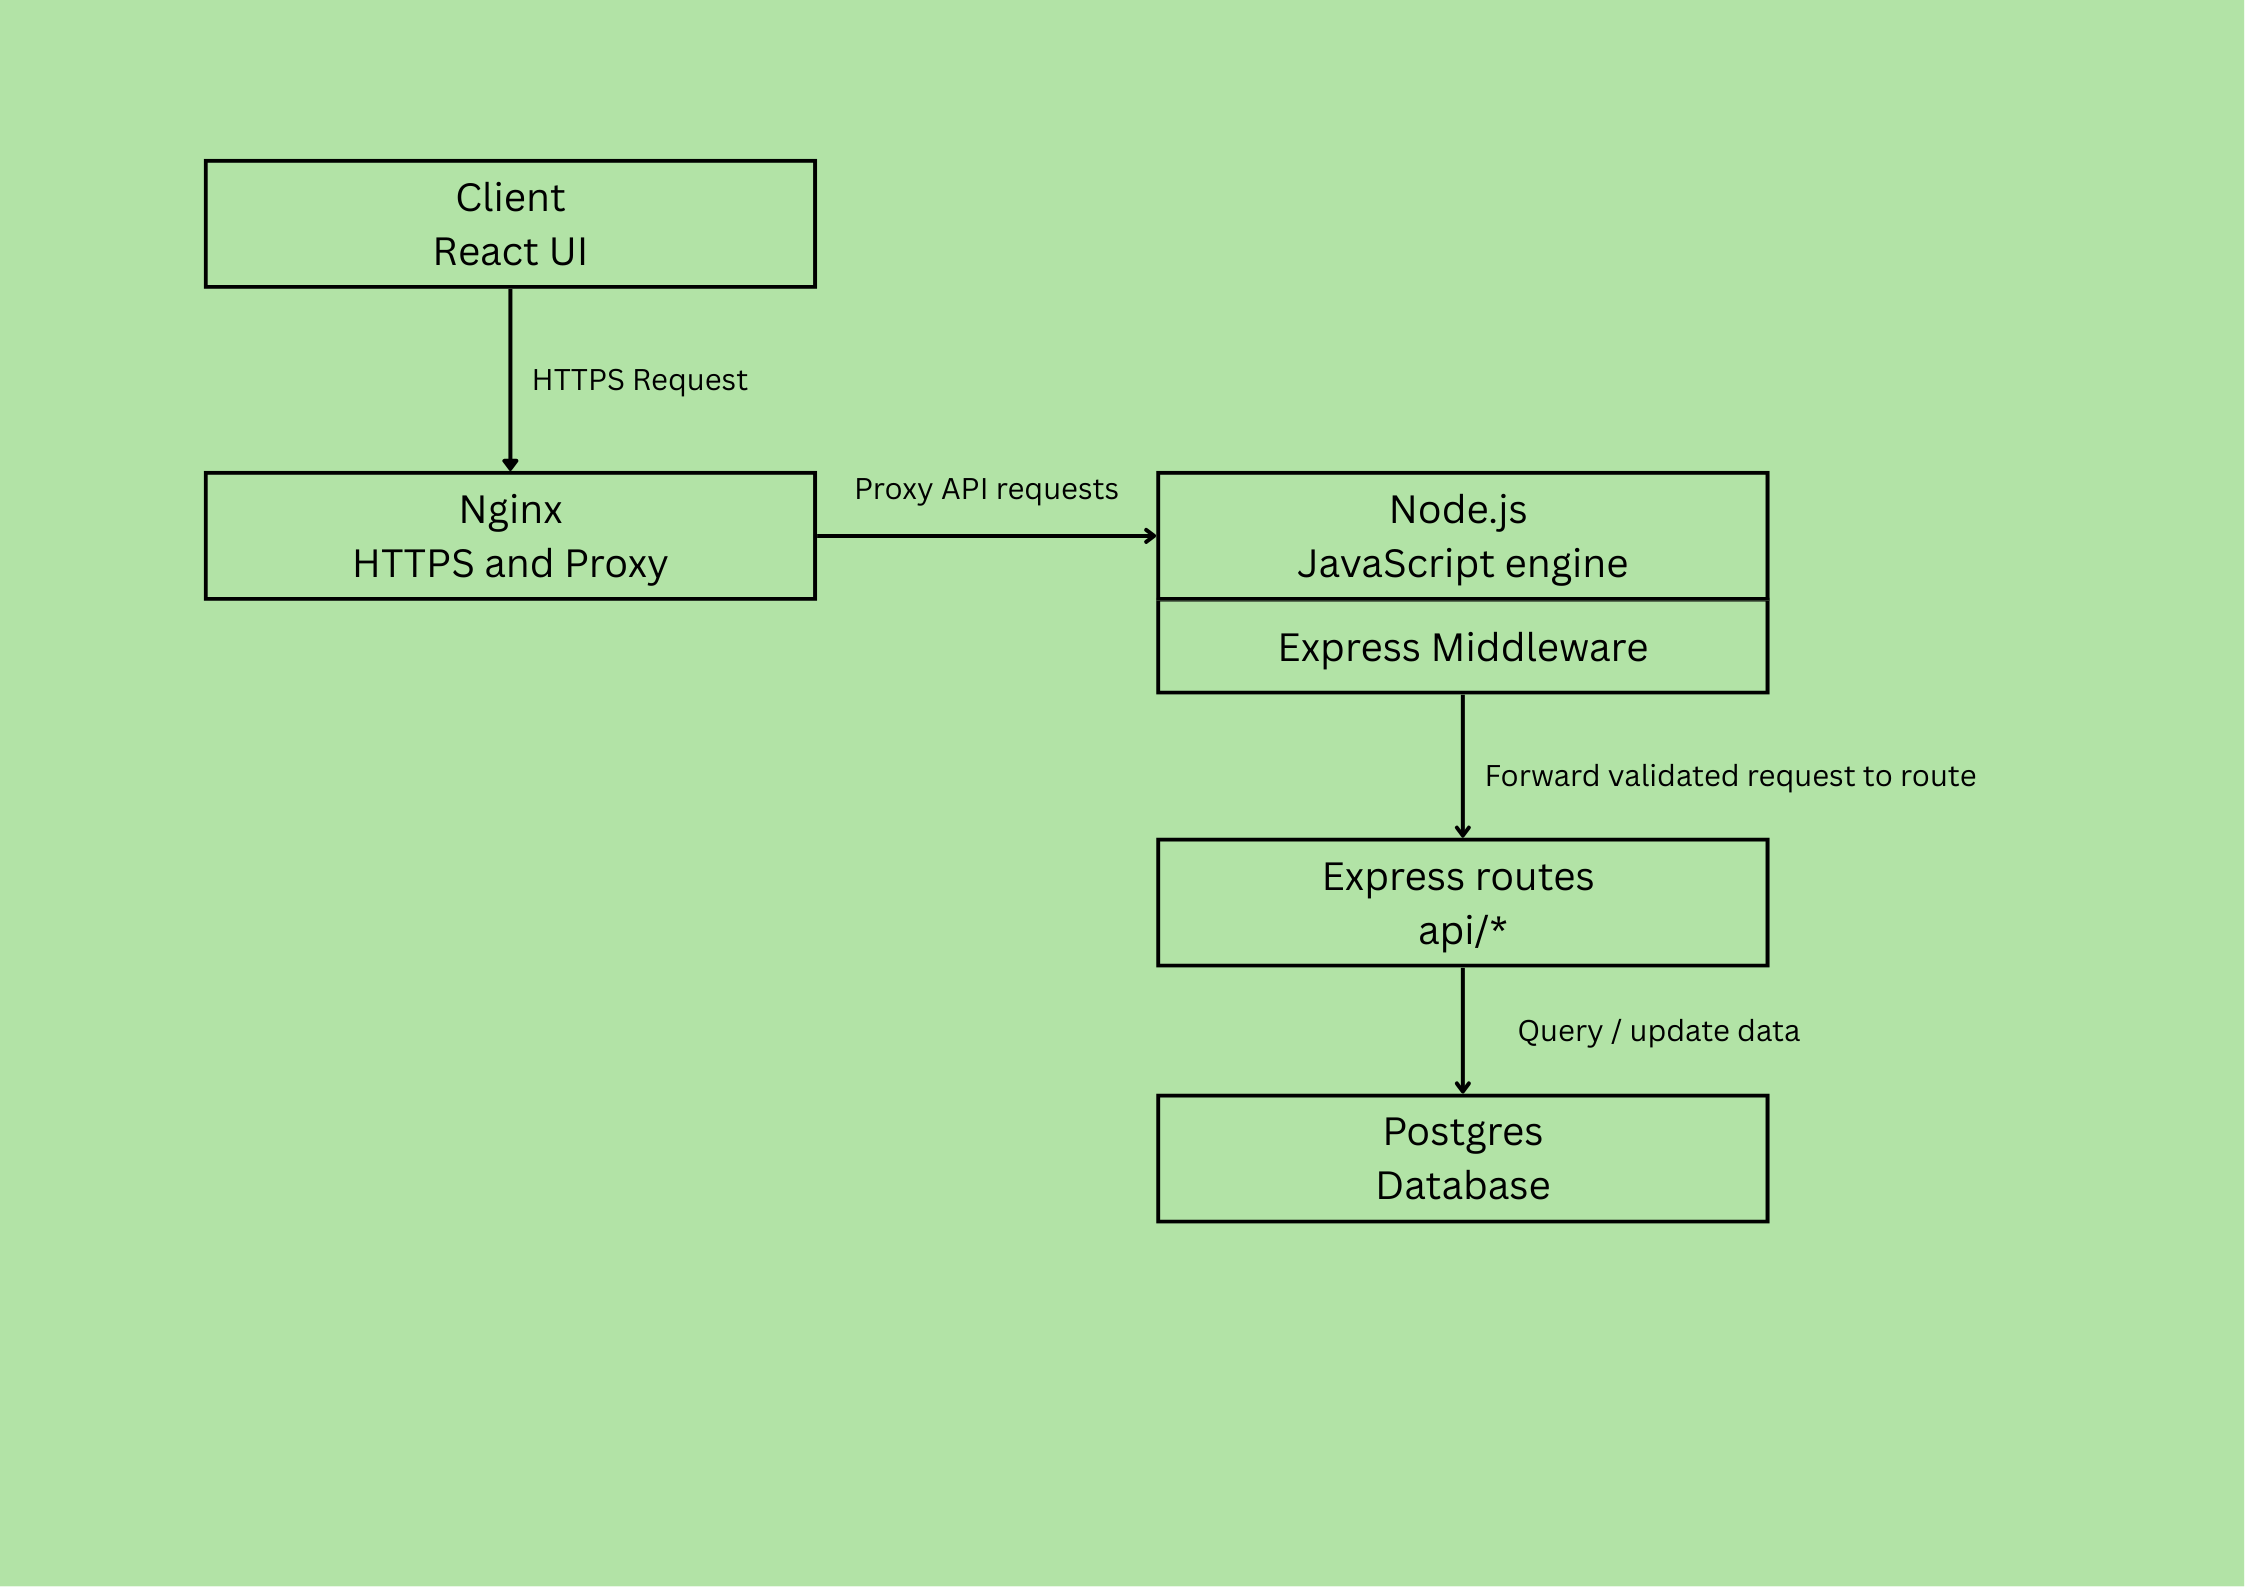 Client
React UI
HTTPS Request
Nginx
HTTPS and Proxy
Proxy API requests
Node.js
JavaScript engine
Express Middleware
Forward validated request to route
Express routes
api/*
Query / update data
Postgres
Database